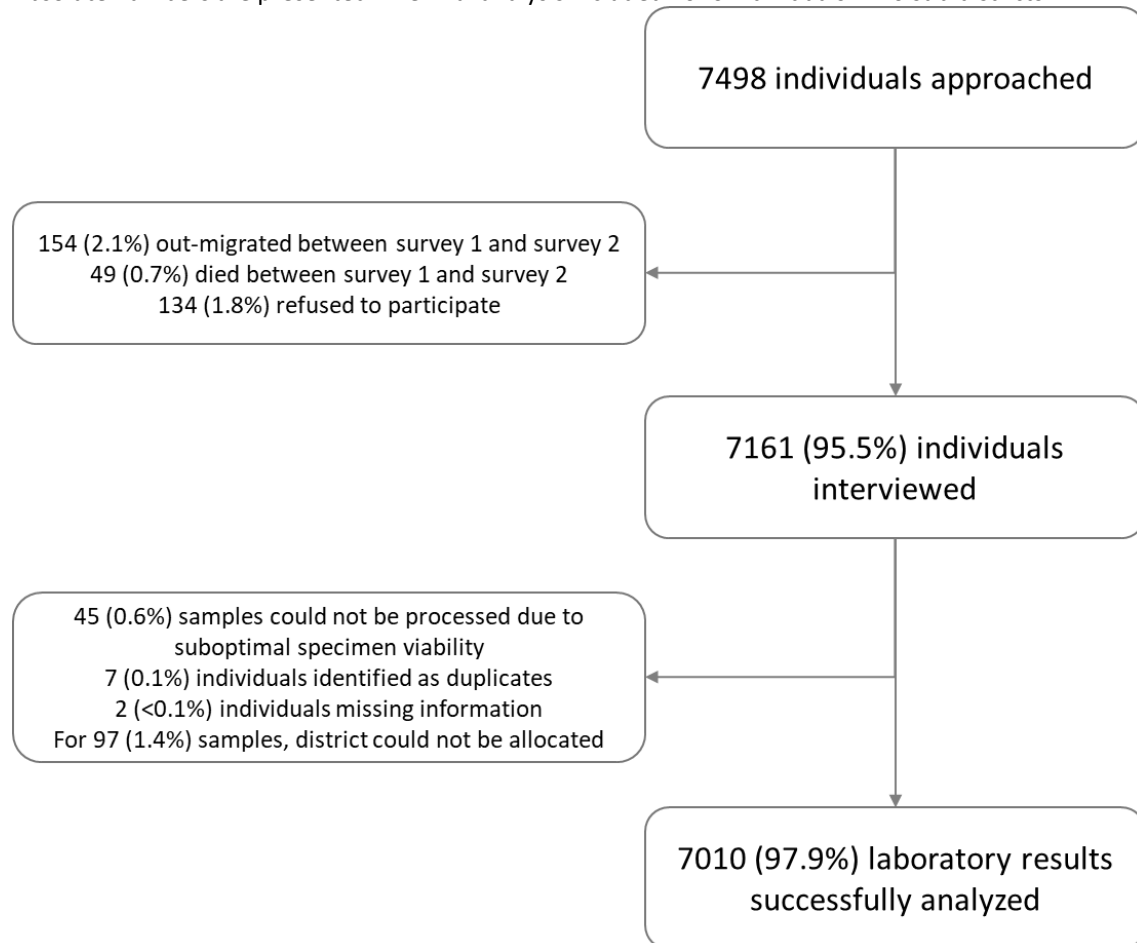 7498 individuals approached
154 (2.1%) out-migrated between survey 1 and survey 2
49 (0.7%) died between survey 1 and survey 2
134 (1.8%) refused to participate
7161 (95.5%) individuals
interviewed
45 (0.6%) samples could not be processed due to
suboptimal specimen viability
7 (0.1%) individuals identified as duplicates
2 (<0.1%) individuals missing information
For 97 (1.4%) samples, district could not be allocated
7010 (97.9%) laboratory results
successfully analyzed